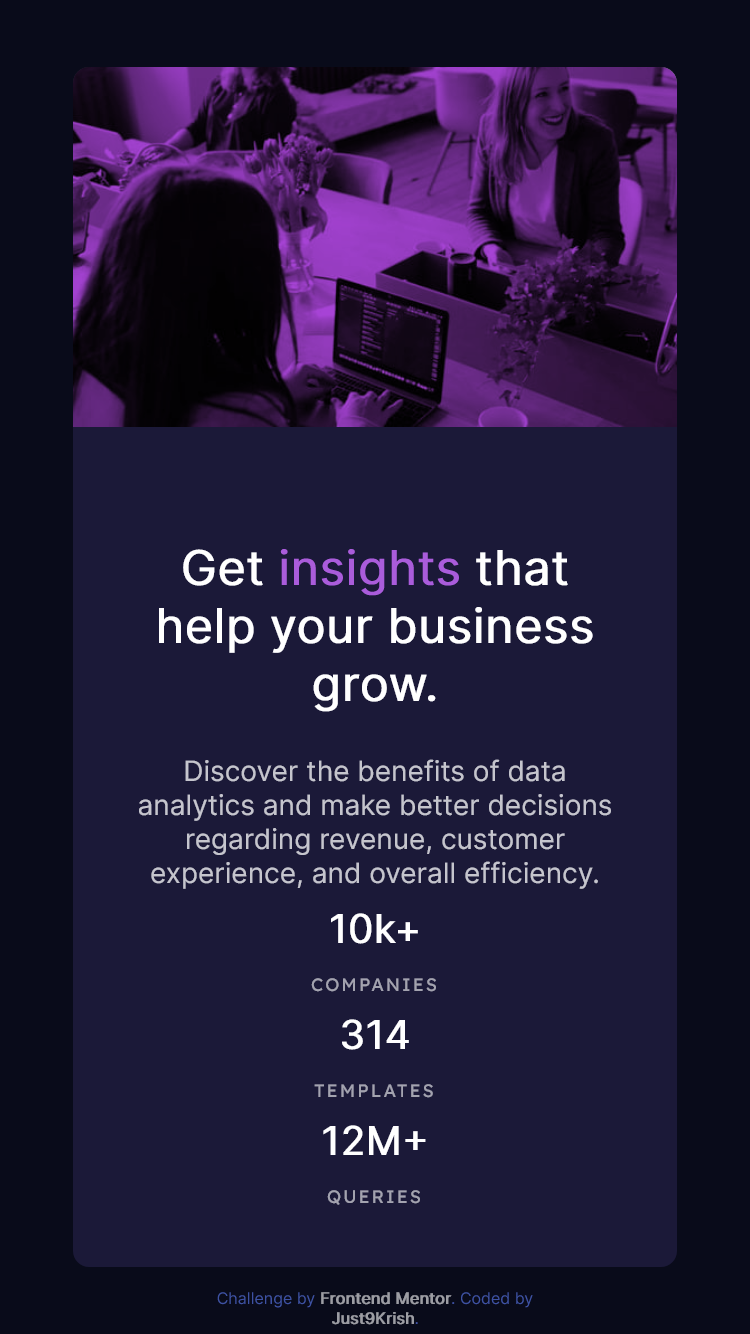 Get insights that
help your business
grow.
Discover the benefits of data
analytics and make better decisions
regarding revenue, customer
experience, and overall efficiency.
10k+
COMPANIES
314
TEMPLATES
12M+
QUERIES
Challenge by Frontend Mentor. Coded by
Just9Krish.